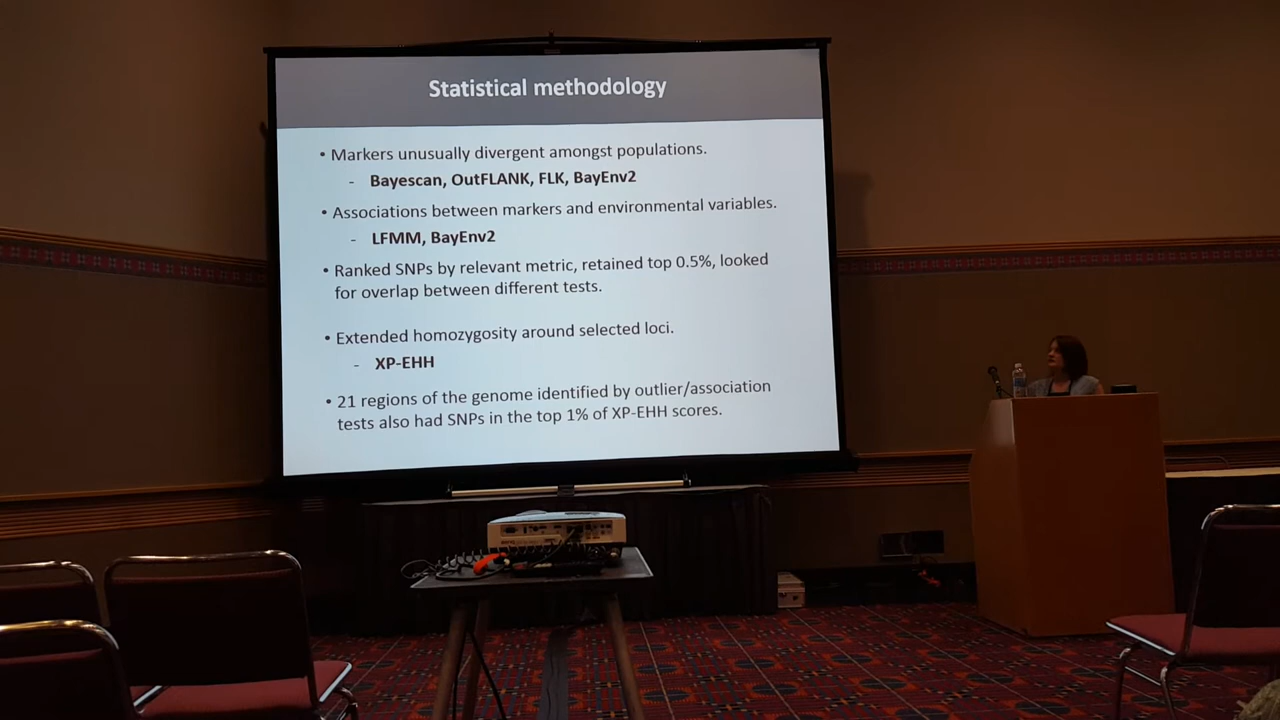 Statistical methodology
• Markers unusually divergent amongst populations.
- Bayescan, OutFLANK, FLK, BayEnv2
• Associations between markers and environmental variables.
- LFMM, BayEnv2
• Ranked SNPs by relevant metric, retained top 0.5%, looked
for overlap between different tests.
• Extended homozygosity around selected loci.
- XP-EHH
• 21 regions of the genome identified by outlier/association
tests also had SNPs in the top 1% of XP-EHH scores.